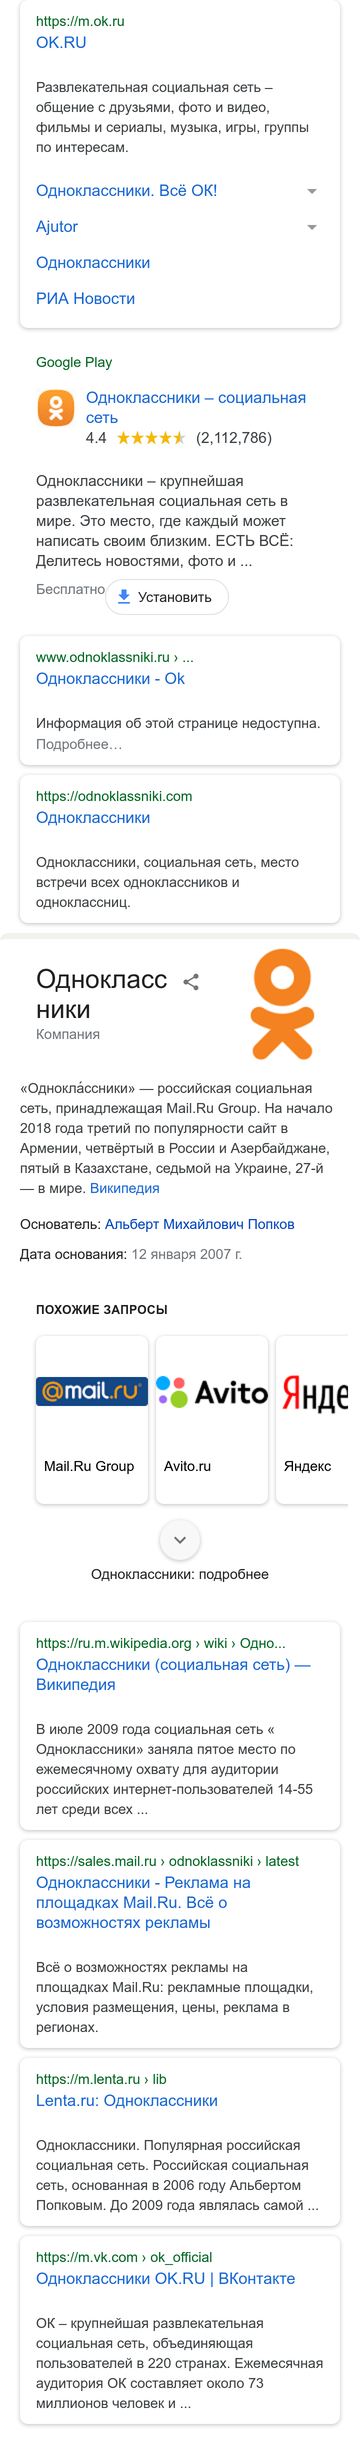 https://m.ok.ru
OK.RU
Развлекательная социальная сеть –
общение с друзьями, фото и видео,
фильмы и сериалы, музыка, игры, группы
по интересам.
Одноклассники. Всё ОК!
Ajutor
Одноклассники
РИА Новости
Google Play
Одноклассники – социальная
сеть
4.4 (2,112,786)
Одноклассники – крупнейшая
развлекательная социальная сеть в
мире. Это место, где каждый может
написать своим близким. ЕСТЬ ВСЁ:
Делитесь новостями, фото и ...
Бесплатно Установить
www.odnoklassniki.ru › ...
Одноклассники - Ok
Информация об этой странице недоступна.
Подробнее…
https://odnoklassniki.com
Одноклассники
Одноклассники, социальная сеть, место
встречи всех одноклассников и
одноклассниц.
Однокласс
ники
Компания
«Однокла́ссники» — российская социальная
сеть, принадлежащая Mail.Ru Group. На начало
2018 года третий по популярности сайт в
Армении, четвёртый в России и Азербайджане,
пятый в Казахстане, седьмой на Украине, 27-й
— в мире. Википедия
Основатель: Альберт Михайлович Попков
Дата основания: 12 января 2007 г.
ПОХОЖИЕ ЗАПРОСЫ
@mail.ru Avito Янде
Mail.Ru Group Avito.ru Яндекс
Одноклассники: подробнее
https://ru.m.wikipedia.org › wiki › Одно...
Одноклассники (социальная сеть) —
Википедия
В июле 2009 года социальная сеть «
Одноклассники» заняла пятое место по
ежемесячному охвату для аудитории
российских интернет-пользователей 14-55
лет среди всех ...
https://sales.mail.ru › odnoklassniki › latest
Одноклассники - Реклама на
площадках Mail.Ru. Всё о
возможностях рекламы
Всё о возможностях рекламы на
площадках Mail.Ru: рекламные площадки,
условия размещения, цены, реклама в
регионах.
https://m.lenta.ru › lib
Lenta.ru: Одноклассники
Одноклассники. Популярная российская
социальная сеть. Российская социальная
сеть, основанная в 2006 году Альбертом
Попковым. До 2009 года являлась самой ...
https://m.vk.com › ok_official
Одноклассники OK.RU | ВКонтакте
ОК – крупнейшая развлекательная
социальная сеть, объединяющая
пользователей в 220 странах. Ежемесячная
аудитория ОК составляет около 73
миллионов человек и ...